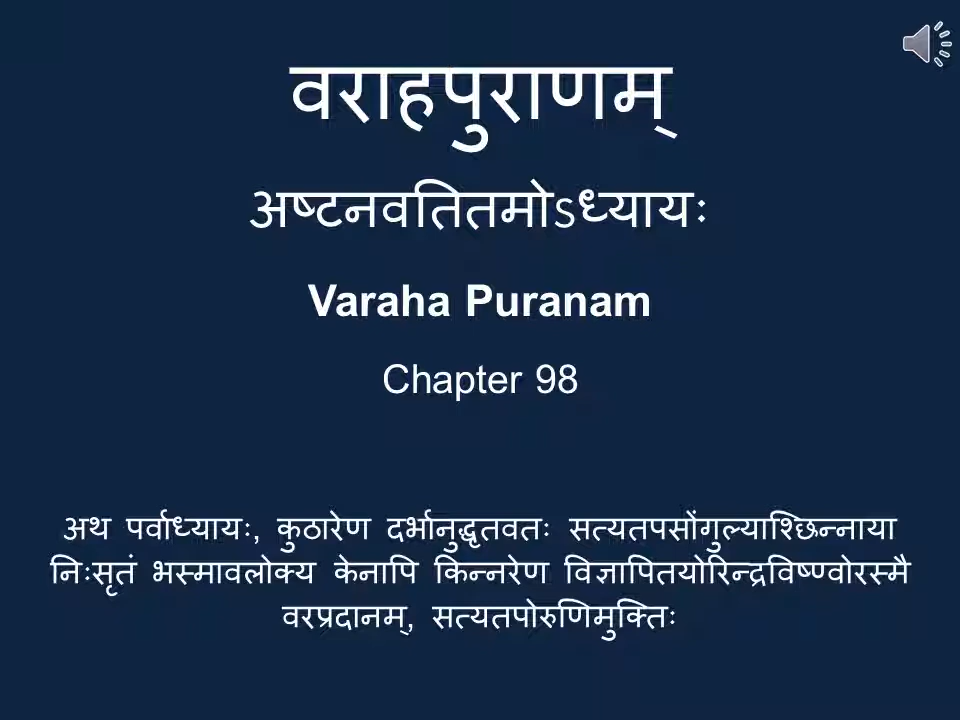 वराहपुराणम्
अष्टनवतितमोऽध्यायः
Varaha Puranam
Chapter 98
अथ पर्वाध्यायः, कुठारेण दर्भानुद्धृतवतः सत्यतपसोंगुल्याश्छिन्नाया
निःसृतं भस्मावलोक्य केनापि किन्नरेण विज्ञापितयोरिन्द्रविष्ण्वोरस्मै
वरप्रदानम्, सत्यतपोरुणिमुक्तिः